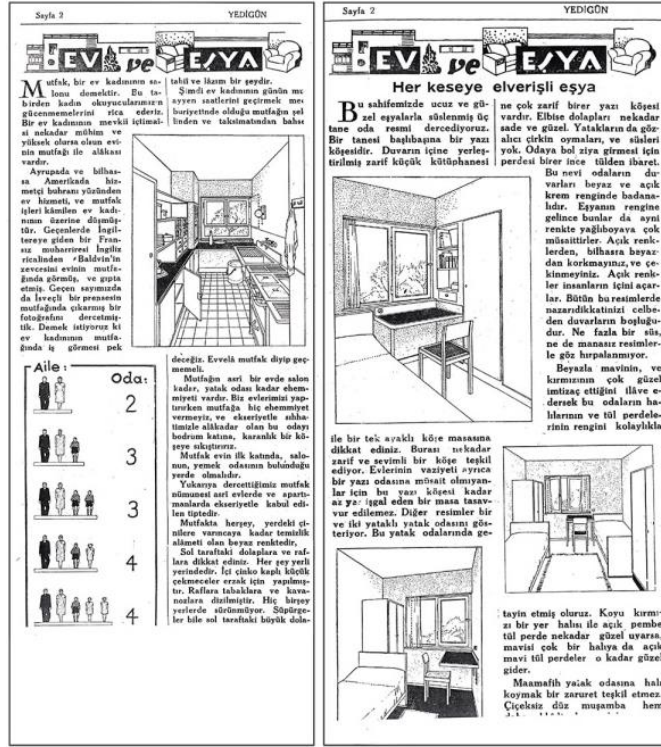 Sayfa 2
YEDİGÜN
EV ve EŞYA
Mutfak, bir ev kadınının sa-
lonu demektir. Bu ta-
birden kadın okuyucularımızın
gücenmemelerini rica ederiz.
Bir ev kadınının mevkii içtimaî-
si nekadar mühim ve
yüksek olursa olsun evi-
nin mutfağı ile alâkası
vardır.
Avrupada ve bilhas-
sa Amerikada hiz-
metçi buhranı yüzünden
ev hizmeti, ve mutfak
işleri kâmilen ev kadı-
nının üzerine düşmüş-
tür. Geçenlerde İngil-
tereye giden bir Fran-
sız muharriresi İngiliz
ricalinden Baldvin'in
zevcesini evinin mutfa-
ğında görmüş, ve gıpta
etmiş. Geçen sayımızda
da İsveçli bir prensesin
mutfağında çıkarmış bir
fotoğrafını dercetmiş-
tik. Demek istiyoruz ki
ev kadınının mutfa-
ğında iş görmesi pek
tabiî ve lâzım bir şeydir.
Şimdi ev kadınının günün mu
ayyen saatlerini geçirmek mec
buriyetinde olduğu mutfağın şek
linden ve taksimatından bahse
deceğiz. Evvelâ mutfak diyip geç-
memeli.
Mutfağın asrî bir evde salon
kadar, yatak odası kadar ehem-
miyeti vardır. Biz evlerimizi yap-
tırırken mutfağa hiç ehemmiyet
vermeyiz, ve ekseriyetle sıhha-
timizle alâkadar olan bu odayı
bodrum katına, karanlık bir kö-
şeye sıkıştırırız.
Mutfak evin ilk katında, salo-
nun, yemek odasının bulunduğu
yerde olmalıdır.
Yukarıya dercettiğimiz mutfak
nümunesi asrî evlerde ve apartı-
manlarda ekseriyetle kabul edi-
len tiptedir.
Mutfakta herşey, yerdeki çi-
nilere varıncaya kadar temizlik
alâmeti olan beyaz renktedir.
Sol taraftaki dolaplara ve raf-
lara dikkat ediniz. Her şey yerli
yerindedir. İçi çinko kaplı küçük
çekmeceler erzak için yapılmış-
tır. Raflara tabaklara ve kava-
nozlara dizilmiştir. Hiç birşey
yerlerde sürünmüyor. Süpürge-
ler bile sol taraftaki büyük dola-
Aile:
Oda:
2
3
3
4
4
Sayfa 2
YEDİGÜN
EV ve EŞYA
Her keseye elverişli eşya
Bu sahifemizde ucuz ve gü-
zel eşyalarla süslenmiş üç
tane oda resmi dercediyoruz.
Bir tanesi başlıbaşına bir yazı
köşesidir. Duvarın içine yerleş-
tirilmiş zarif küçük kütüphanesi
ile bir tek ayaklı köşe masasına
dikkat ediniz. Burası nekadar
zarif ve sevimli bir köşe teşkil
ediyor. Evlerinin vaziyeti ayrıca
bir yazı odasına müsait olmıyan-
lar için bu yazı köşesi kadar
az yer işgal eden bir masa tasav-
vur edilemez. Diğer resimler bir
ve iki yataklı yatak odasını gös-
teriyor. Bu yatak odalarında ge-
ne çok zarif birer yazı köşesi
vardır. Elbise dolapları nekadar
sade ve güzel. Yatakların da göz-
alıcı çirkin oymaları, ve süsleri
yok. Odaya bol ziya girmesi için
perdesi birer ince tülden ibaret.
Bu nevi odaların du-
varları beyaz ve açık
krem renginde badana-
lıdır. Eşyanın rengine
gelince bunlar da ayni
renkte yağlıboyaya çok
müsaittirler. Açık renk-
lerden, bilhassa beyaz-
dan korkmayınız, ve çe-
kinmeyiniz. Açık renk-
ler insanların içini açar-
lar. Bütün bu resimlerde
nazarıdikkatinizi celbe-
den duvarların boşluğu-
dur. Ne fazla bir süs,
ne de manasız resimler-
le göz hırpalanmıyor.
Beyazla mavinin, ve
kırmızının çok güzel
imtizaç ettiğini ilâve e-
dersek bu odaların ha-
lılarının ve tül perdele-
rinin rengini kolaylıkla
tayin etmiş oluruz. Koyu kırmı-
zı bir yer halısı ile açık pembe
tül perde nekadar güzel uyarsa,
mavisi çok bir halıya da açık
mavi tül perdeler o kadar güzel
gider.
Maamafih yatak odasına halı
koymak bir zaruret teşkil etmez.
Çiçeksiz düz muşamba hem